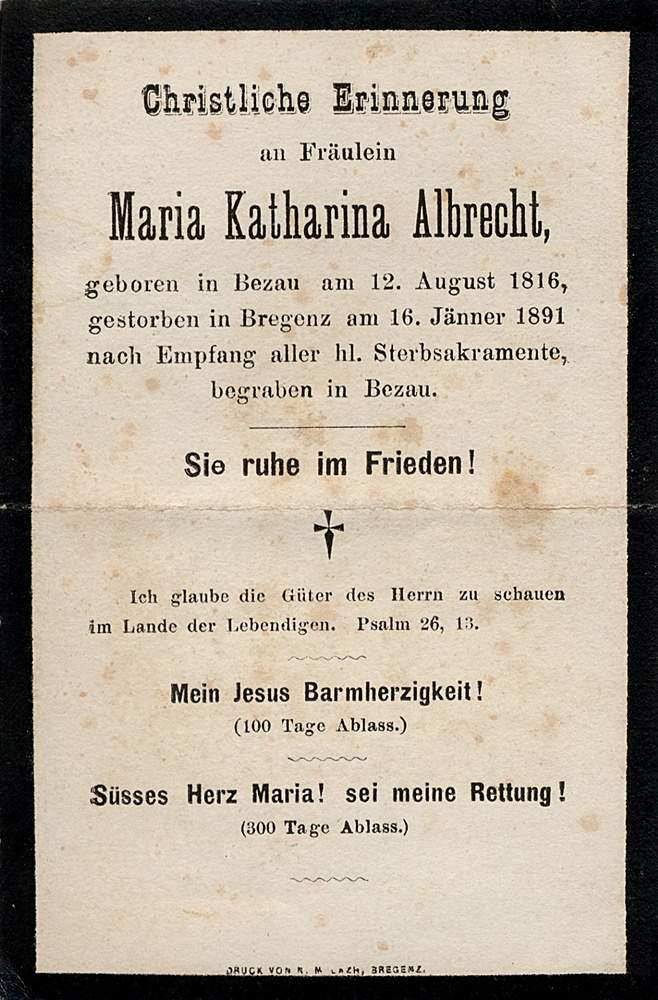 Christliche Erinnerung
an Fräulein
Maria Katharina Albrecht,
geboren in Bezau am 12. August 1816,
gestorben in Bregenz am 16. Jänner 1891
nach Empfang aller hl. Sterbsakramente,
begraben in Bezau.
Sie ruhe im Frieden!
Ich glaube die Güter des Herrn zu schauen
im Lande der Lebendigen. Psalm 26, 13.
Mein Jesus Barmherzigkeit!
(100 Tage Ablass.)
Süsses Herz Maria! sei meine Rettung!
(300 Tage Ablass.)
DRUCK VON BREGENZ.